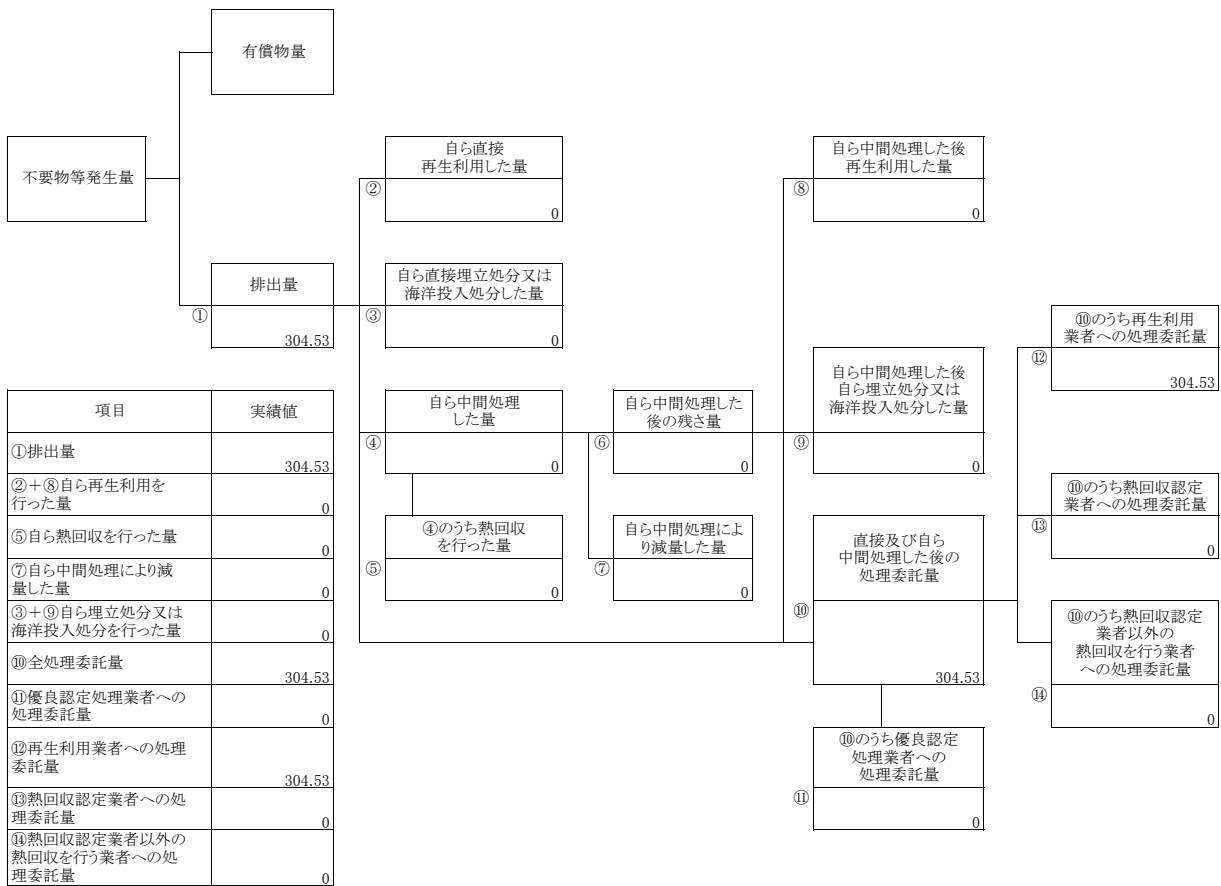 有償物量
不要物等発生量
自ら直接
再生利用した量
②
0
自ら中間処理した後
再生利用した量
⑧
0
排出量
①
304.53
自ら直接埋立処分又は
海洋投入処分した量
③
0
⑩のうち再生利用
業者への処理委託量
⑫
304.53
自ら中間処理
した量
④
0
自ら中間処理した
後の残さ量
⑥
0
自ら中間処理した後
自ら埋立処分又は
海洋投入処分した量
⑨
0
⑩のうち熱回収認定
業者への処理委託量
⑬
0
④のうち熱回収
を行った量
⑤
0
自ら中間処理によ
り減量した量
⑦
0
直接及び自ら
中間処理した後の
処理委託量
⑩
304.53
⑩のうち熱回収認定
業者以外の
熱回収を行う業者
への処理委託量
⑭
0
⑩のうち優良認定
処理業者への
処理委託量
⑪
0
項目 実績値
①排出量
304.53
②+⑧自ら再生利用を
行った量
0
⑤自ら熱回収を行った量
0
⑦自ら中間処理により減
量した量
0
③+⑨自ら埋立処分又は
海洋投入処分を行った量
0
⑩全処理委託量
304.53
⑪優良認定処理業者への
処理委託量
0
⑫再生利用業者への処理
委託量
304.53
⑬熱回収認定業者への処
理委託量
0
⑭熱回収認定業者以外の
熱回収を行う業者への処
理委託量
0